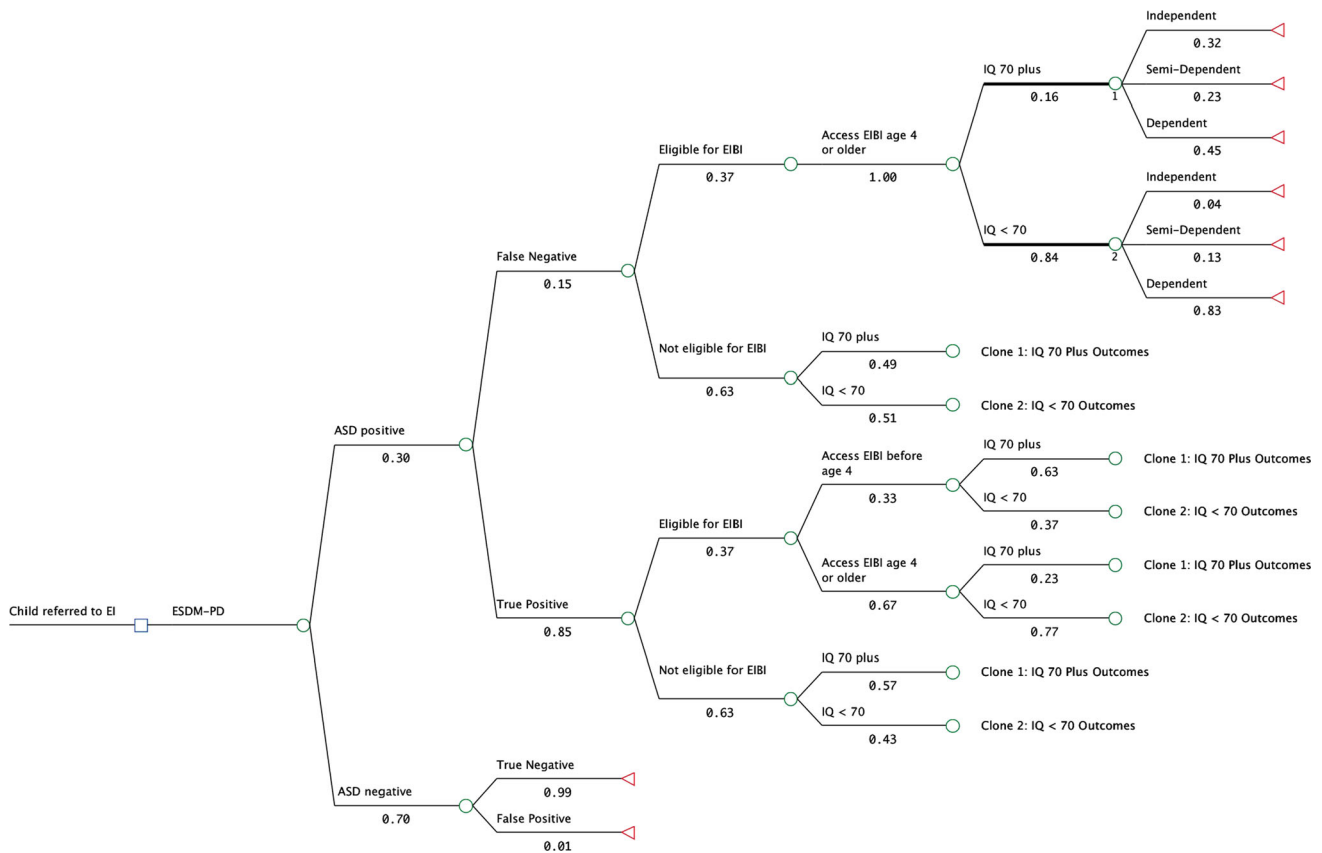 Independent
0.32
IQ 70 plus
Semi-Dependent
0.16
1
0.23
Dependent
Eligible for EIBI
Access EIBI age 4
or older
0.45
0.37
1.00
Independent
0.04
IQ < 70
Semi-Dependent
0.84
2
0.13
False Negative
Dependent
0.15
0.83
Not eligible for EIBI
IQ 70 plus
Clone 1: IQ 70 Plus Outcomes
0.49
0.63
IQ < 70
Clone 2: IQ < 70 Outcomes
0.51
ASD positive
0.30
Access EIBI before
age 4
IQ 70 plus
Clone 1: IQ 70 Plus Outcomes
0.63
0.33
IQ < 70
Clone 2: IQ < 70 Outcomes
0.37
Eligible for EIBI
0.37
Access EIBI age 4
or older
IQ 70 plus
Clone 1: IQ 70 Plus Outcomes
0.23
0.67
IQ < 70
Clone 2: IQ < 70 Outcomes
0.77
Child referred to EI
ESDM-PD
True Positive
0.85
Not eligible for EIBI
IQ 70 plus
Clone 1: IQ 70 Plus Outcomes
0.57
0.63
IQ < 70
Clone 2: IQ < 70 Outcomes
0.43
ASD negative
0.70
True Negative
0.99
False Positive
0.01